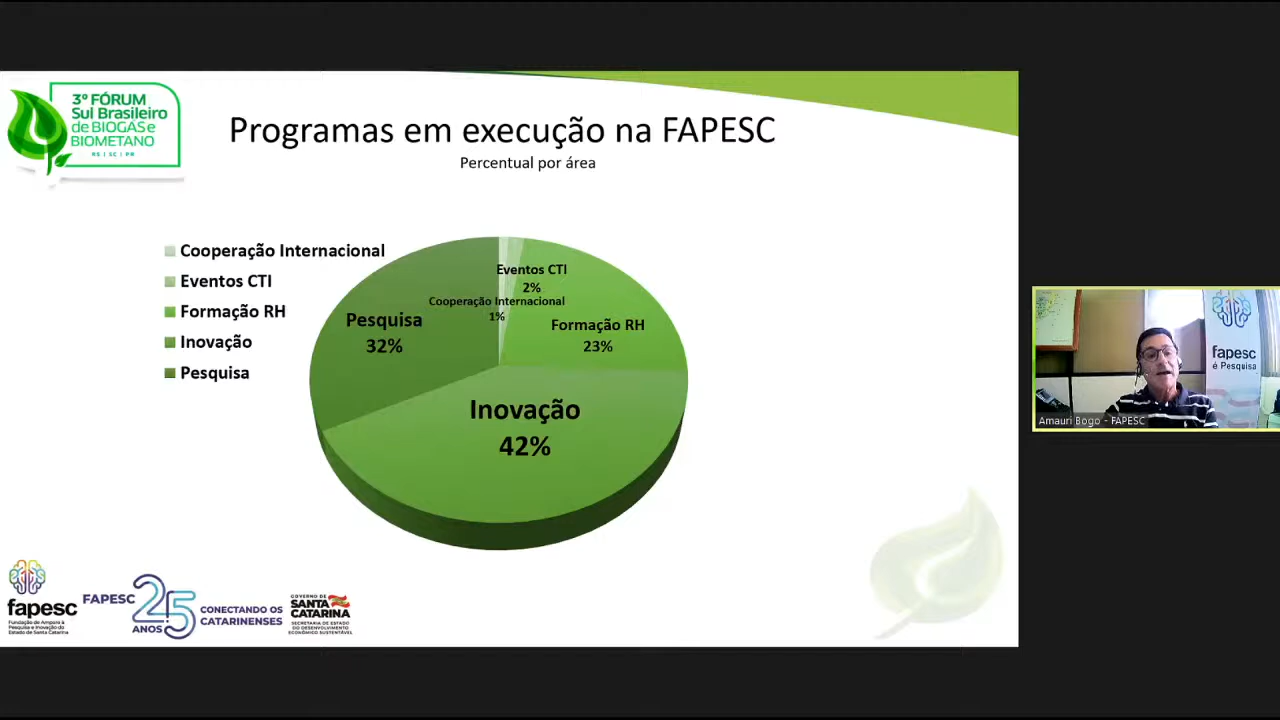 3º FÓRUM
Sul Brasileiro
de BIOGÁS e
BIOMETANO
RS | SC | PR
Programas em execução na FAPESC
Percentual por área
Cooperação Internacional
Eventos CTI
Formação RH
Inovação
Pesquisa
Eventos CTI
2%
Cooperação Internacional
1%
Pesquisa
32%
Formação RH
23%
Inovação
42%
fapesc
é Pesquisa
Amauri Bogo - FAPESC
fapesc
Fundação de Amparo à
Pesquisa e Inovação do
Estado de Santa Catarina
FAPESC
25
ANOS
CONECTANDO OS
CATARINENSES
GOVERNO DE
SANTA
CATARINA
SECRETARIA DE ESTADO
DO DESENVOLVIMENTO
ECONÔMICO SUSTENTÁVEL